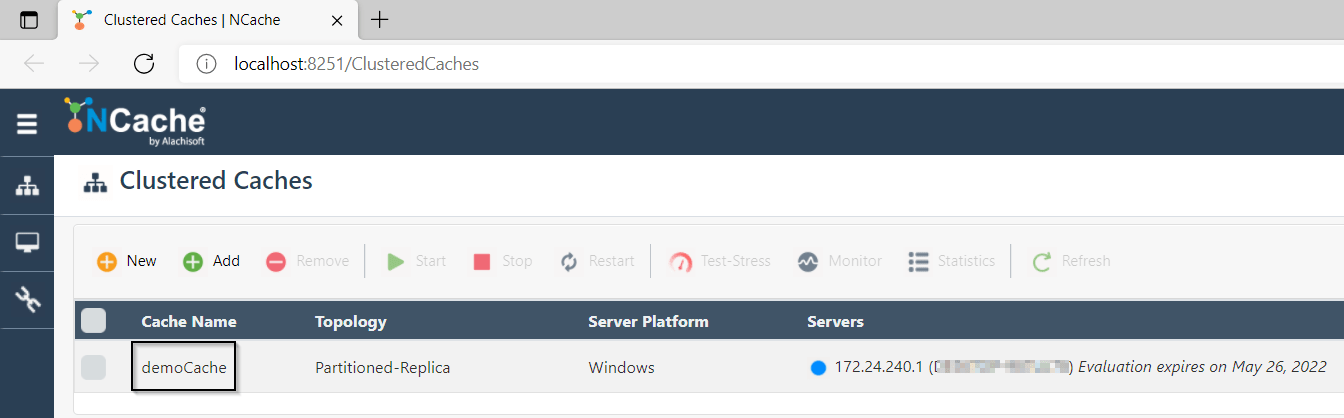 Clustered Caches | NCache
localhost:8251/ClusteredCaches
NCache®
by Alachisoft
Clustered Caches
New Add Remove Start Stop Restart Test-Stress Monitor Statistics Refresh
Cache Name Topology Server Platform Servers
demoCache Partitioned-Replica Windows 172.24.240.1 ( ) Evaluation expires on May 26, 2022